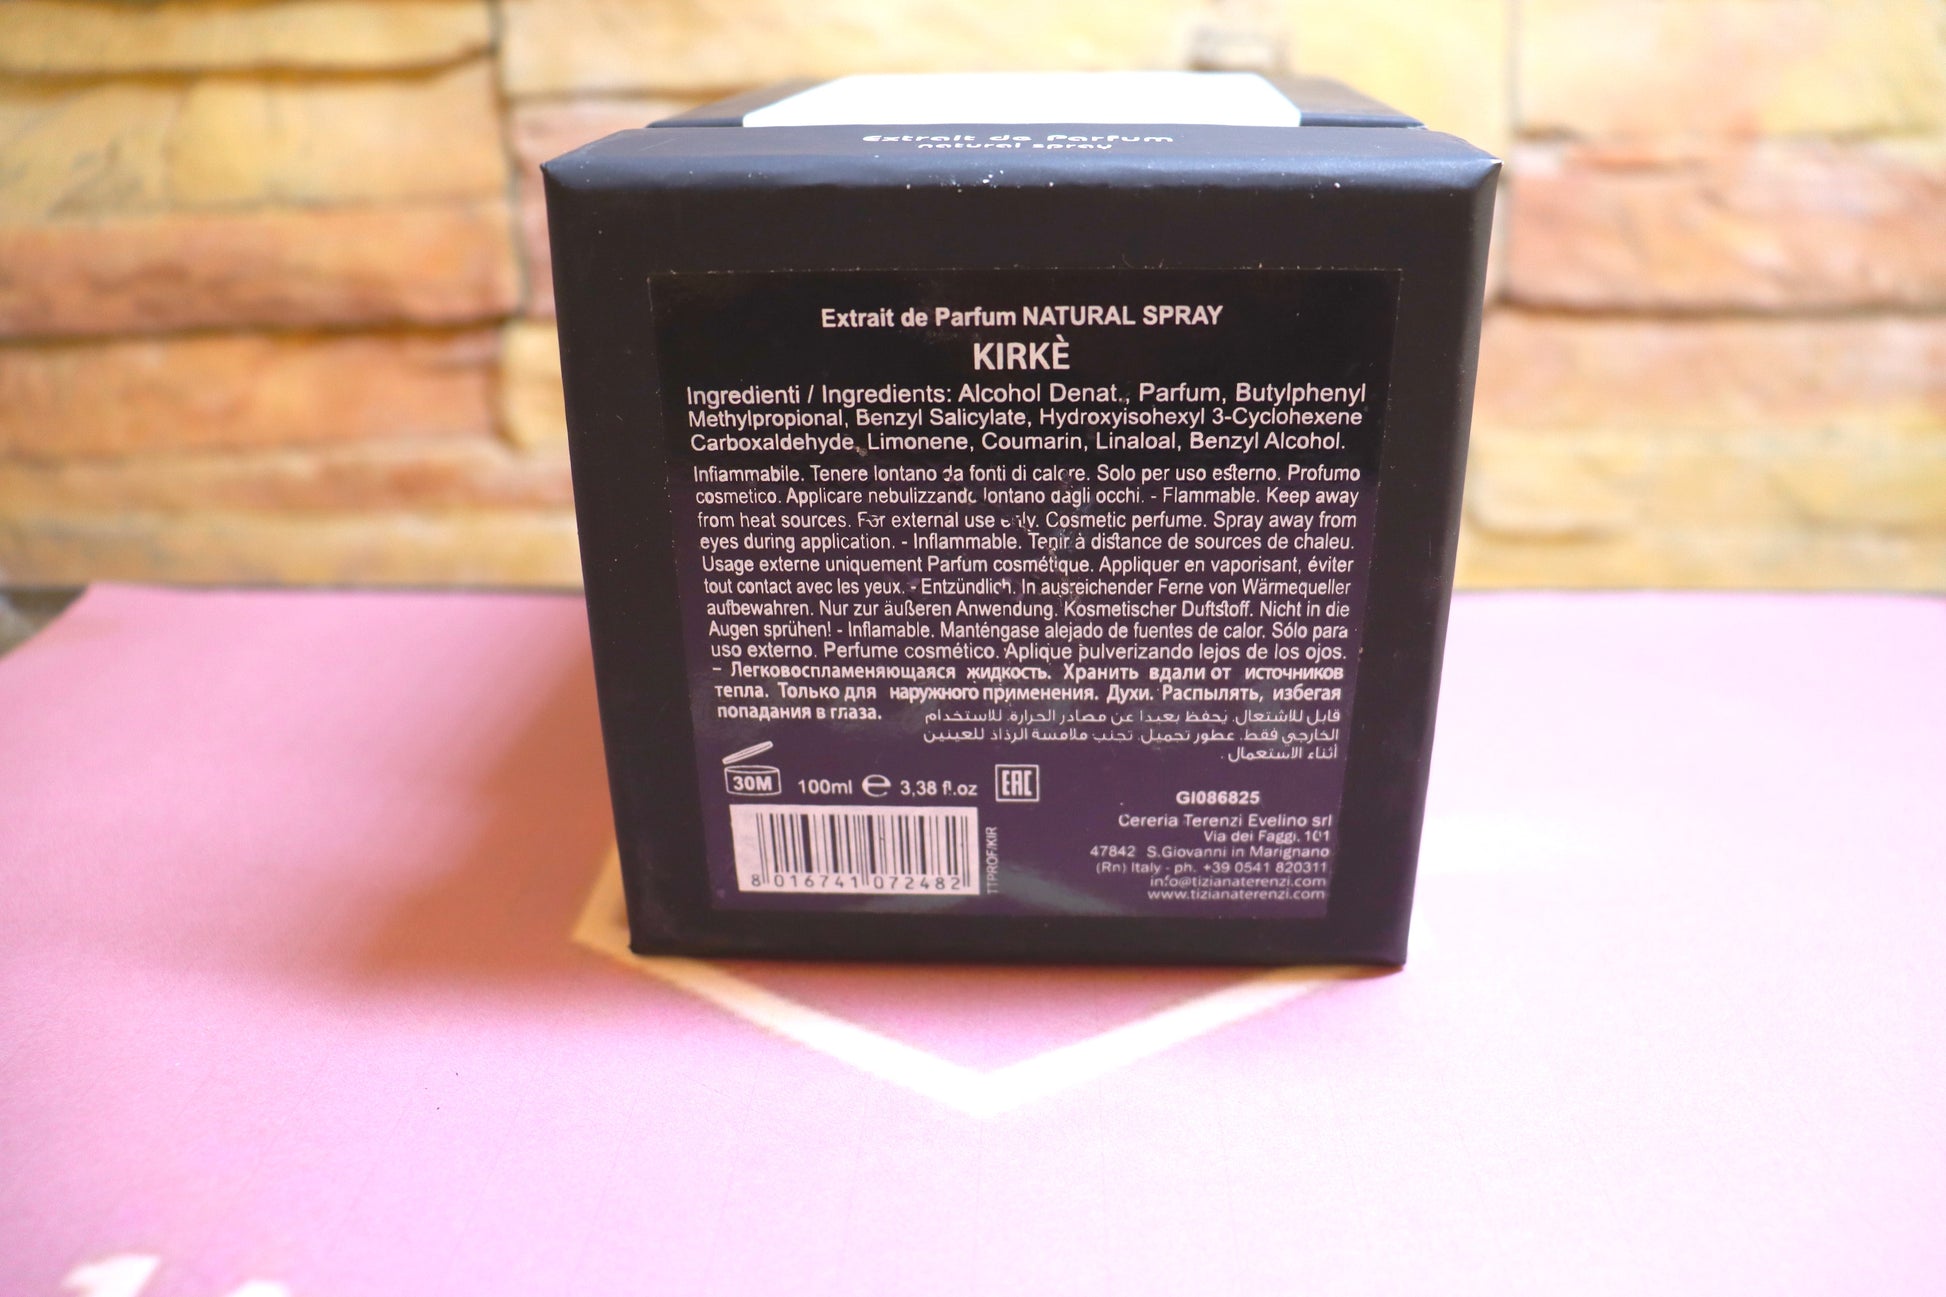 Extrait de Parfum
natural spray
Extrait de Parfum NATURAL SPRAY
KIRKÈ
Ingredienti / Ingredients: Alcohol Denat., Parfum, Butylphenyl
Methylpropional, Benzyl Salicylate, Hydroxyisohexyl 3-Cyclohexene
Carboxaldehyde, Limonene, Coumarin, Linaloal, Benzyl Alcohol.
Infiammabile. Tenere lontano da fonti di calore. Solo per uso esterno. Profumo
cosmetico. Applicare nebulizzando lontano dagli occhi. - Flammable. Keep away
from heat sources. For external use only. Cosmetic perfume. Spray away from
eyes during application. - Inflammable. Tenir à distance de sources de chaleu.
Usage externe uniquement Parfum cosmétique. Appliquer en vaporisant, éviter
tout contact avec les yeux. - Entzündlich. In ausreichender Ferne von Wärmequeller
aufbewahren. Nur zur äußeren Anwendung. Kosmetischer Duftstoff. Nicht in die
Augen sprühen! - Inflamable. Manténgase alejado de fuentes de calor. Sólo para
uso externo. Perfume cosmético. Aplique pulverizando lejos de los ojos.
– Легковоспламеняющаяся жидкость. Хранить вдали от источников
тепла. Только для наружного применения. Духи. Распылять, избегая
попадания в глаза.
قابل للاشتعال. يُحفظ بعيدا عن مصادر الحرارة. للاستخدام
الخارجي فقط. عطور تجميل. تجنب ملامسة الرذاذ للعينين
أثناء الاستعمال.
30M 100ml ℮ 3,38 fl.oz EAC
8 016741 072482
TTPROFKIR
GI086825
Cereria Terenzi Evelino srl
Via dei Faggi, 101
47842 S.Giovanni in Marignano
(Rn) Italy - ph. +39 0541 820311
info@tizianaterenzi.com
www.tizianaterenzi.com